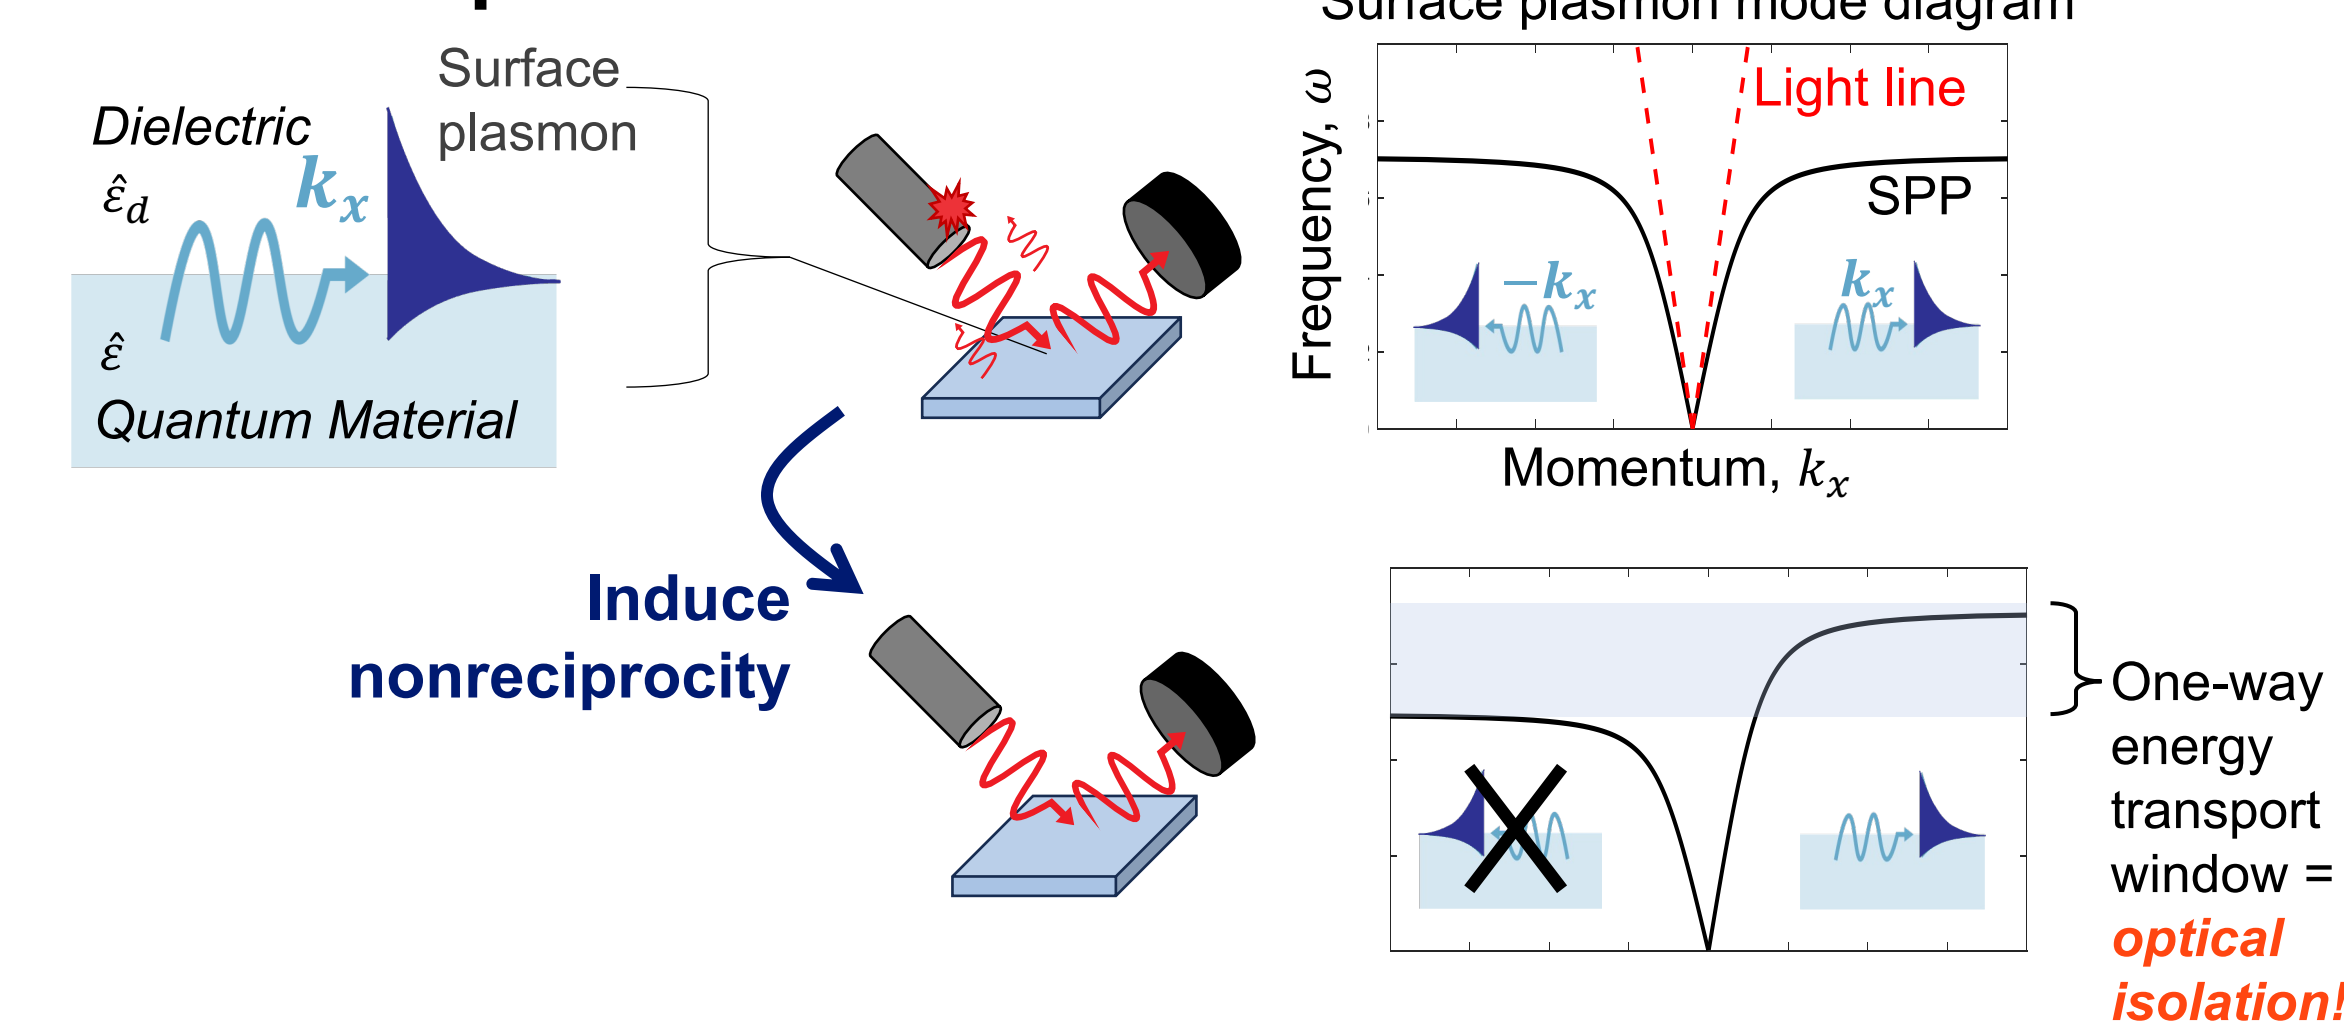 Surface plasmon mode diagram
Surface
plasmon
Dielectric
ε̂d
kx
ε̂
Quantum Material
Frequency, ω
Light line
SPP
−kx
kx
Momentum, kx
Induce
nonreciprocity
One-way
energy
transport
window =
optical
isolation!